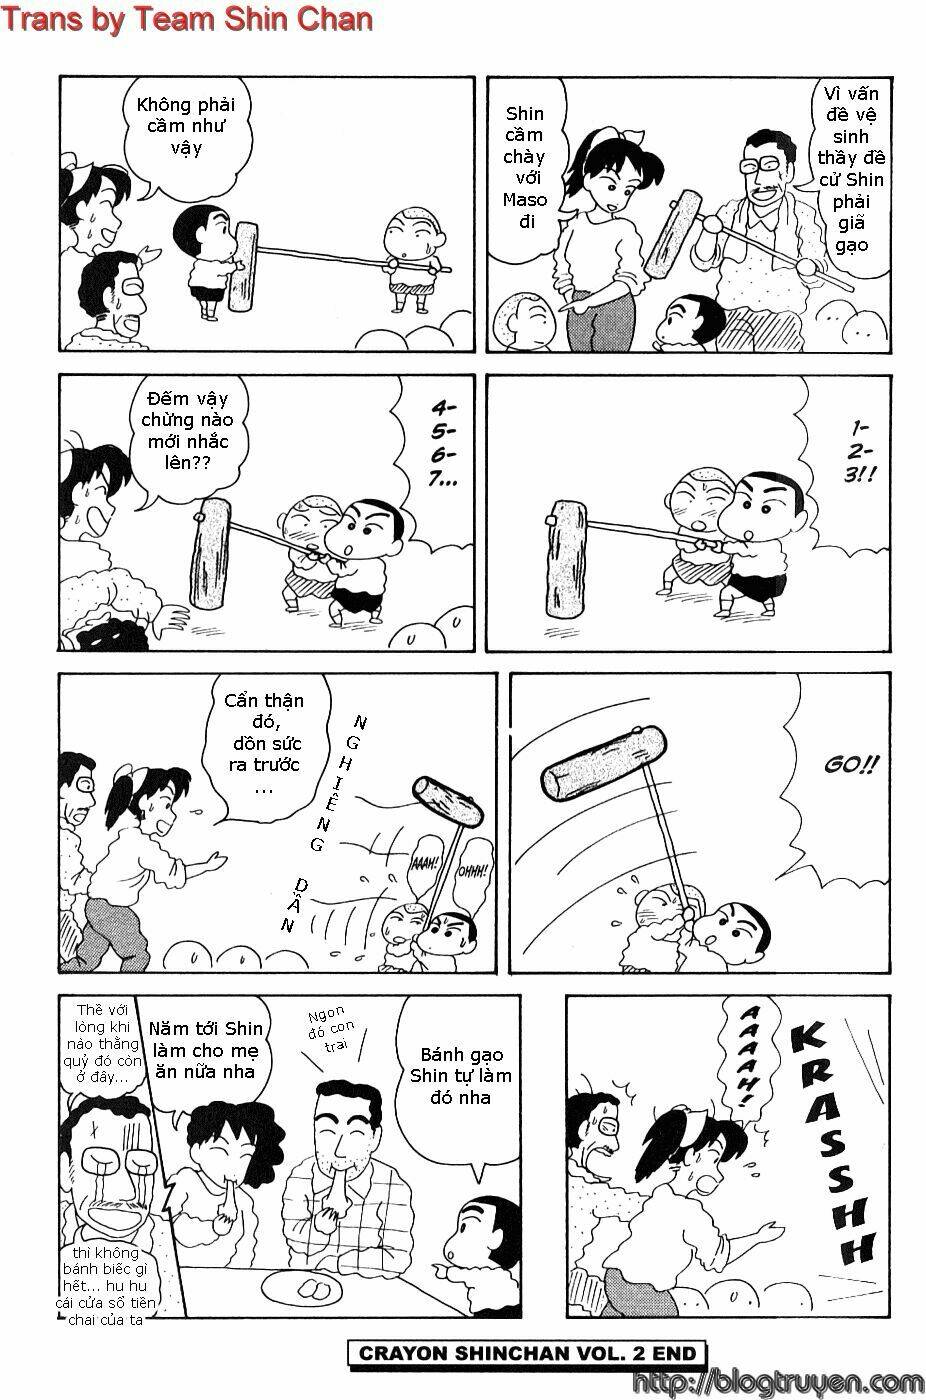 Trans by Team Shin Chan
Vì vấn
đề vệ
sinh
thầy đề
cử Shin
phải
giã
gạo
Shin
cầm
chày
với
Maso
đi
Không phải
cầm như
vậy
1-
2-
3!!
4-
5-
6-
7...
Đếm vậy
chừng nào
mới nhắc
lên??
GO!!
OHHH!
AAAH!
NGHIÊNG DẦN
Cẩn thận
đó,
dồn sức
ra trước
...
KRASSHH
AAAAH!
Bánh gạo
Shin tự làm
đó nha
Ngon
đó con
trai
Năm tới Shin
làm cho mẹ
ăn nữa nha
Thề với
lòng khi
nào thằng
quỷ đó còn
ở đây...
thì không
bánh biếc gì
hết... hu hu
cái cửa sổ tiền
chai của ta
CRAYON SHINCHAN VOL. 2 END
http://blogtruyen.com